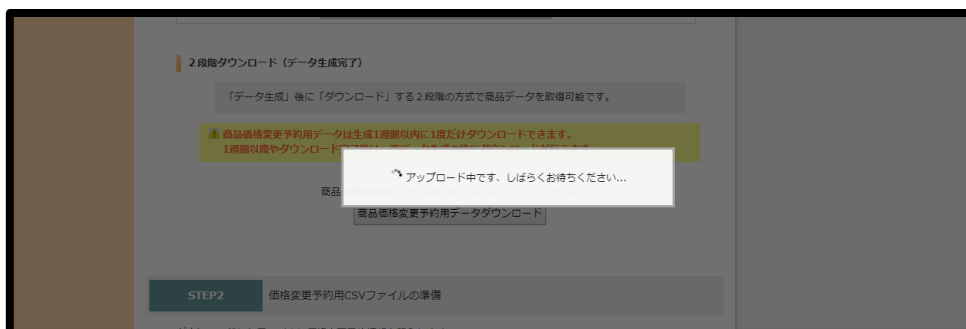 2段階ダウンロード（データ生成完了）
「データ生成」後に「ダウンロード」する2段階の方式で商品データを取得可能です。
商品価格変更予約用データは生成1週間以内に1度だけダウンロードできます。
1週間以降やダウンロード
アップロード中です、しばらくお待ちください...
商品
商品価格変更予約用データダウンロード
STEP2 価格変更予約用CSVファイルの準備